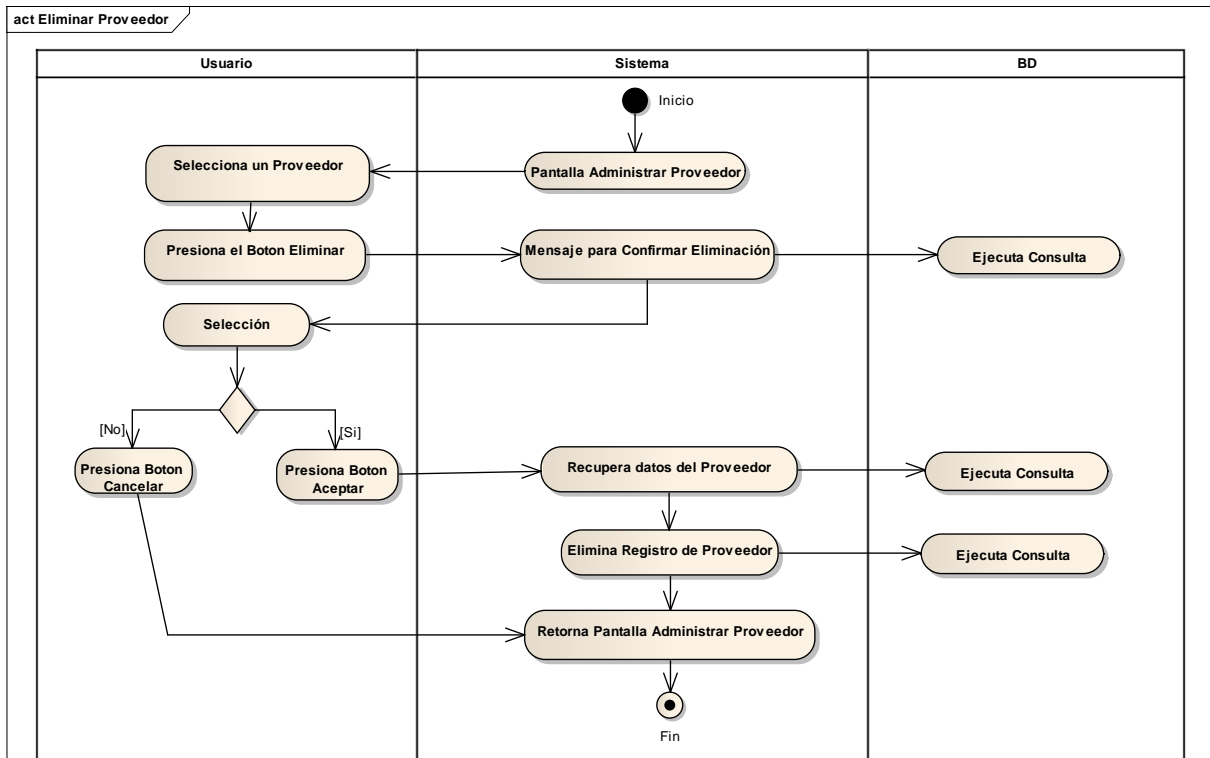 act Eliminar Proveedor
Usuario
Sistema
BD
Inicio
Selecciona un Proveedor
Pantalla Administrar Proveedor
Presiona el Boton Eliminar
Mensaje para Confirmar Eliminación
Ejecuta Consulta
Selección
[No]
[Si]
Presiona Boton
Cancelar
Presiona Boton
Aceptar
Recupera datos del Proveedor
Ejecuta Consulta
Elimina Registro de Proveedor
Ejecuta Consulta
Retorna Pantalla Administrar Proveedor
Fin